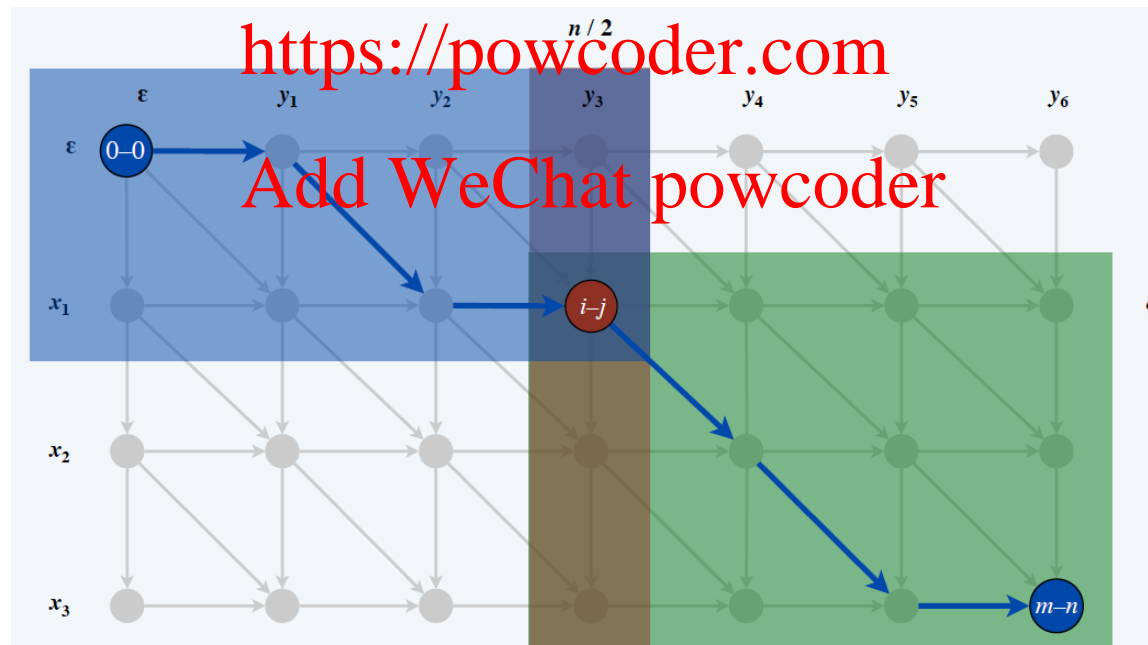 n / 2
https://powcoder.com
ε y₁ y₂ y₃ y₄ y₅ y₆
ε 0–0
Add WeChat powcoder
x₁ i–j
x₂
x₃ m–n